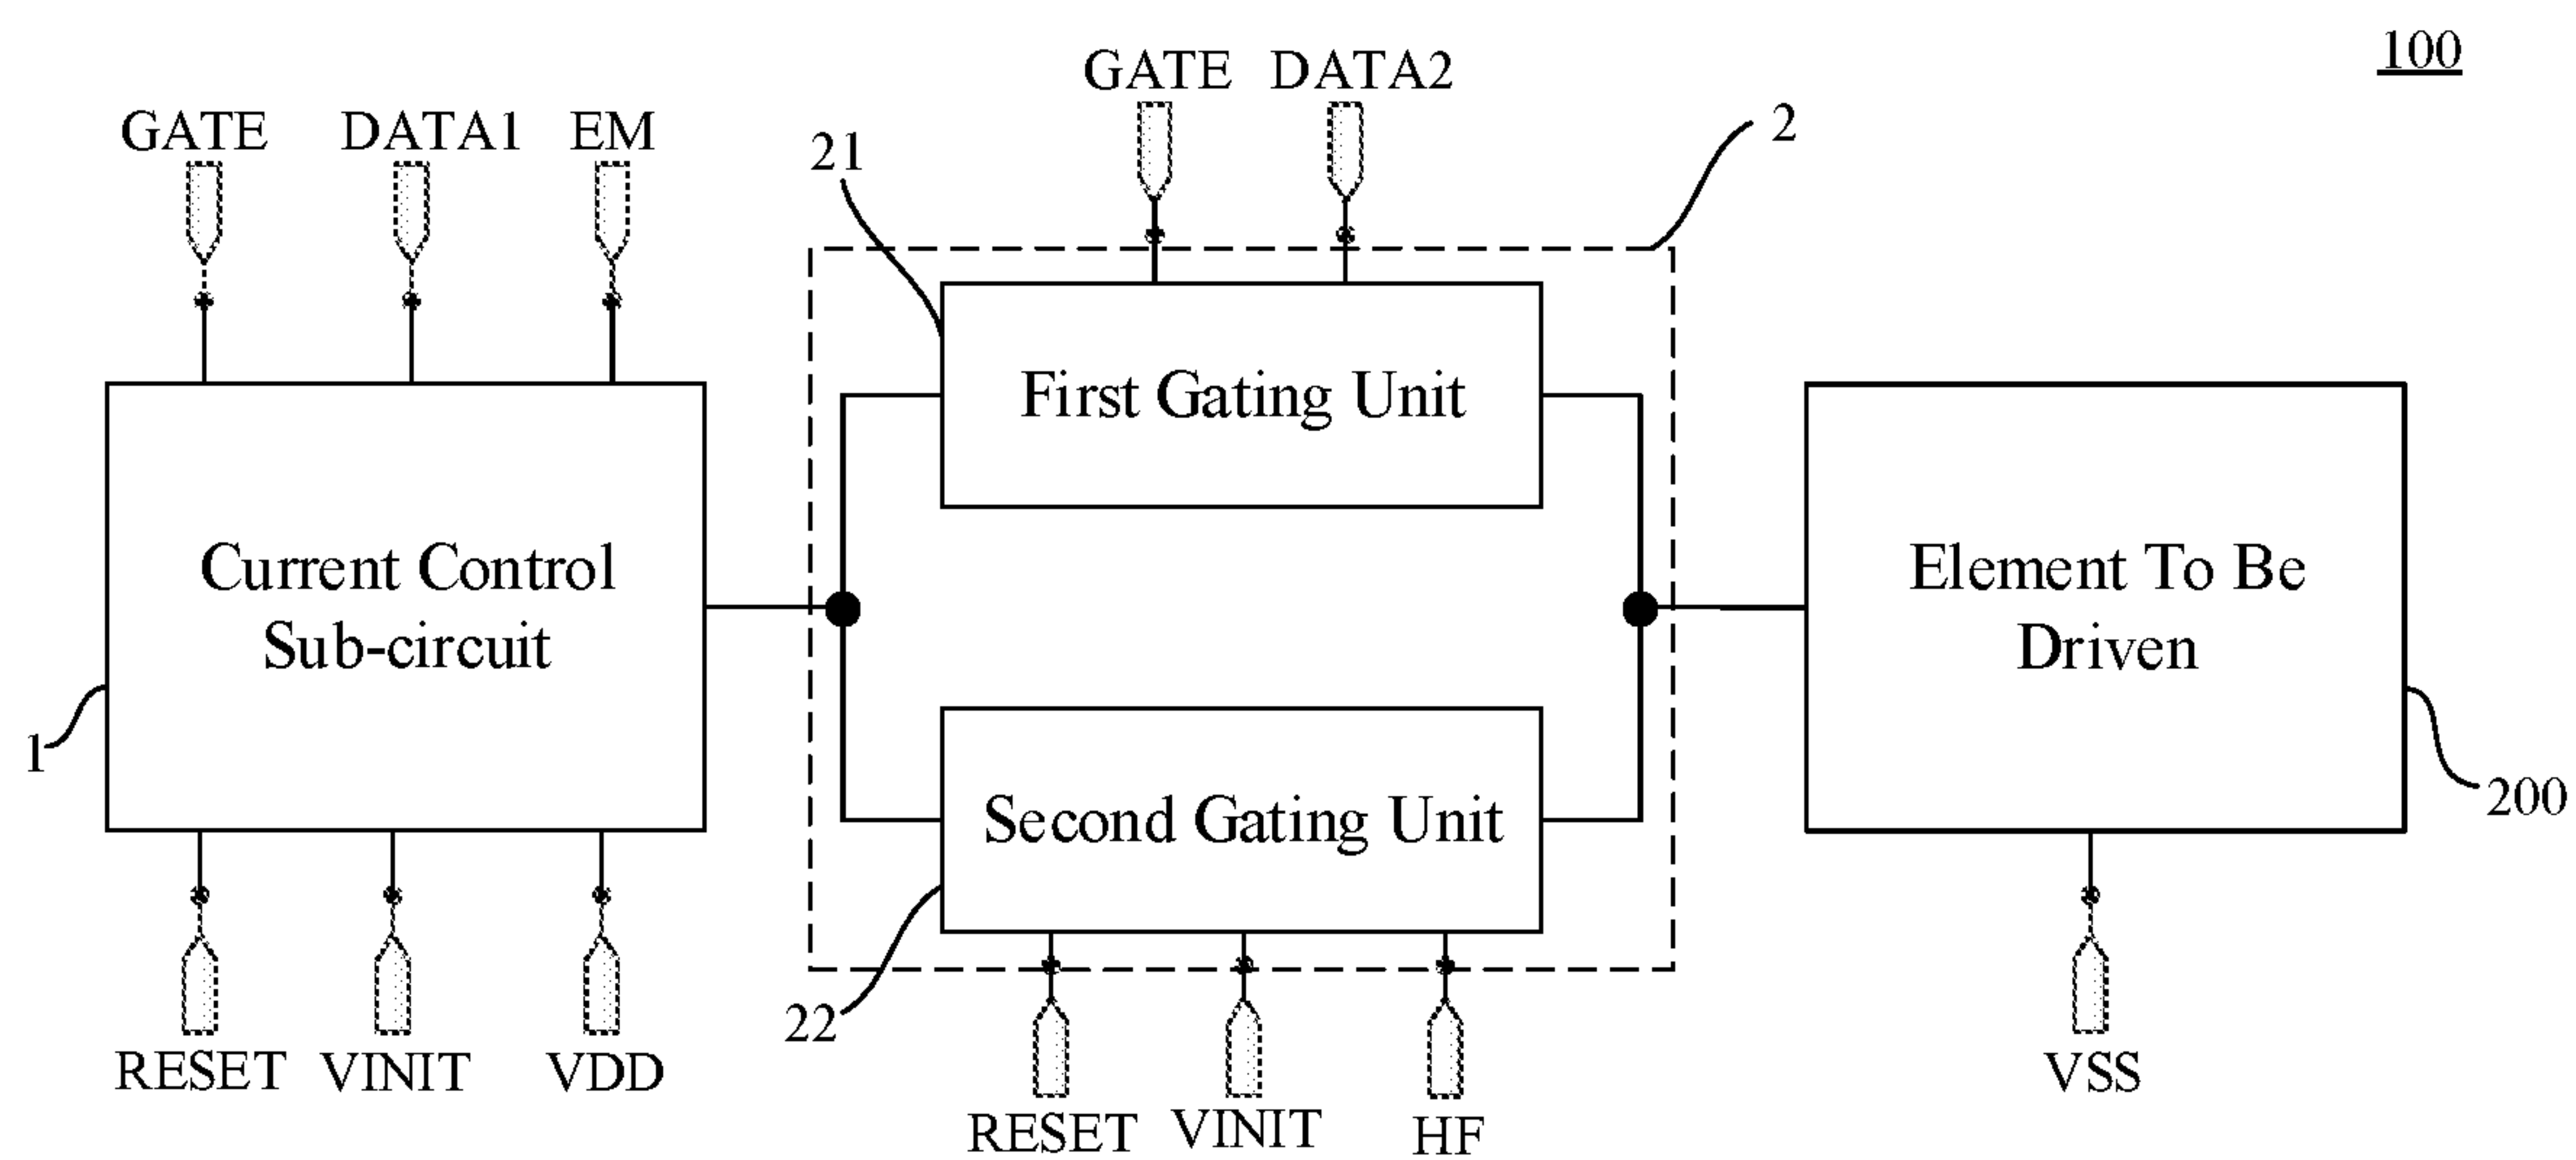 100
GATE DATA2
2
GATE DATA1 EM
21
First Gating Unit
Current Control
Sub-circuit
Element To Be
Driven
1
200
Second Gating Unit
22
RESET VINIT VDD
VSS
RESET VINIT HF